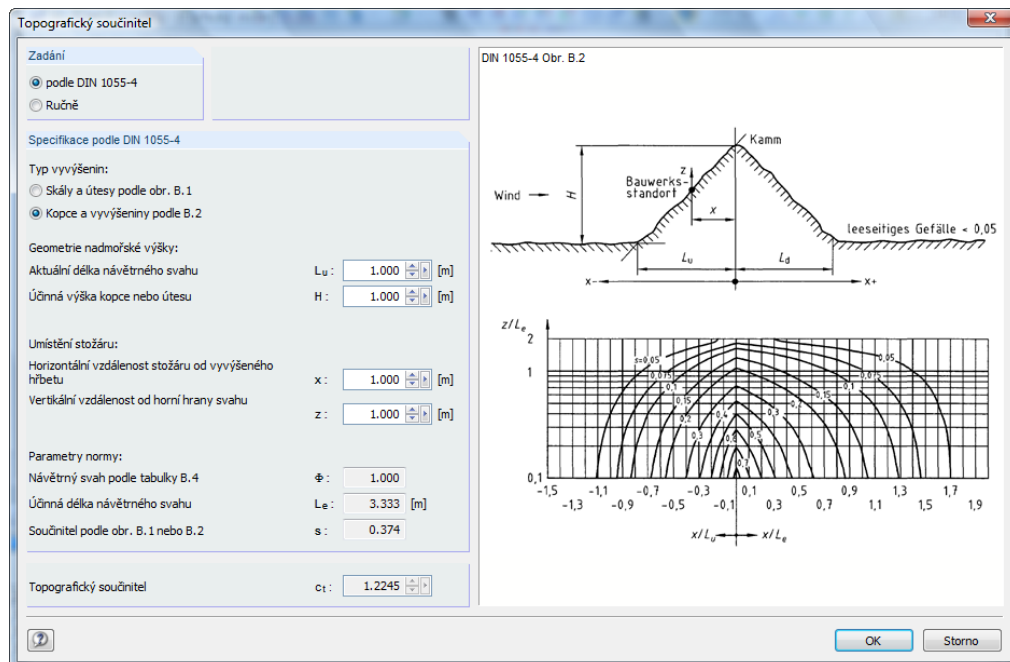 Topografický součinitel
Zadání
podle DIN 1055-4
Ručně
Specifikace podle DIN 1055-4
Typ vyvýšenin:
Skály a útesy podle obr. B.1
Kopce a vyvýšeniny podle B.2
Geometrie nadmořské výšky:
Aktuální délka návětrného svahu Lu : 1.000 [m]
Účinná výška kopce nebo útesu H : 1.000 [m]
Umístění stožáru:
Horizontální vzdálenost stožáru od vyvýšeného
hřbetu x : 1.000 [m]
Vertikální vzdálenost od horní hrany svahu
z : 1.000 [m]
Parametry normy:
Návětrný svah podle tabulky B.4 Φ : 1.000
Účinná délka návětrného svahu Le : 3.333 [m]
Součinitel podle obr. B.1 nebo B.2 s : 0.374
Topografický součinitel ct : 1.2245
DIN 1055-4 Obr. B.2
Kamm
z
Bauwerks-
standort
Wind
H
x
leeseitiges Gefälle < 0,05
Lu Ld
x- x+
z/Le
2
1
0,1
s=0,05 0,05
0,075 0,075
0,1 0,1
0,15 0,15
0,2 0,2
0,3 0,4 0,3
0,5
0,7
-1,5 -1,1 -0,7 -0,3 0,1 0,5 0,9 1,3 1,7
-1,3 -0,9 -0,5 -0,1 0,3 0,7 1,1 1,5 1,9
x/Lu x/Le
OK Storno